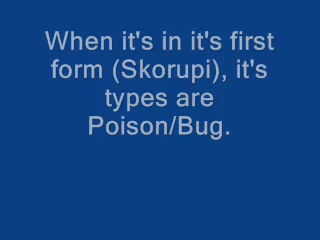 When it's in it's first
form (Skorupi), it's
types are
Poison/Bug.